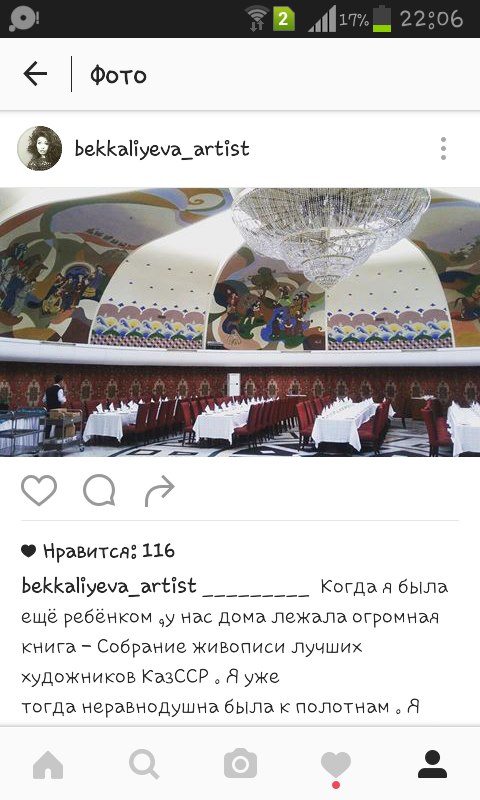 2 17% 22:06
Фото
bekkaliyeva_artist
Нравится: 116
bekkaliyeva_artist _________ Когда я была
ещё ребёнком ,у нас дома лежала огромная
книга - Собрание живописи лучших
художников КазССР . Я уже
тогда неравнодушна была к полотнам . Я